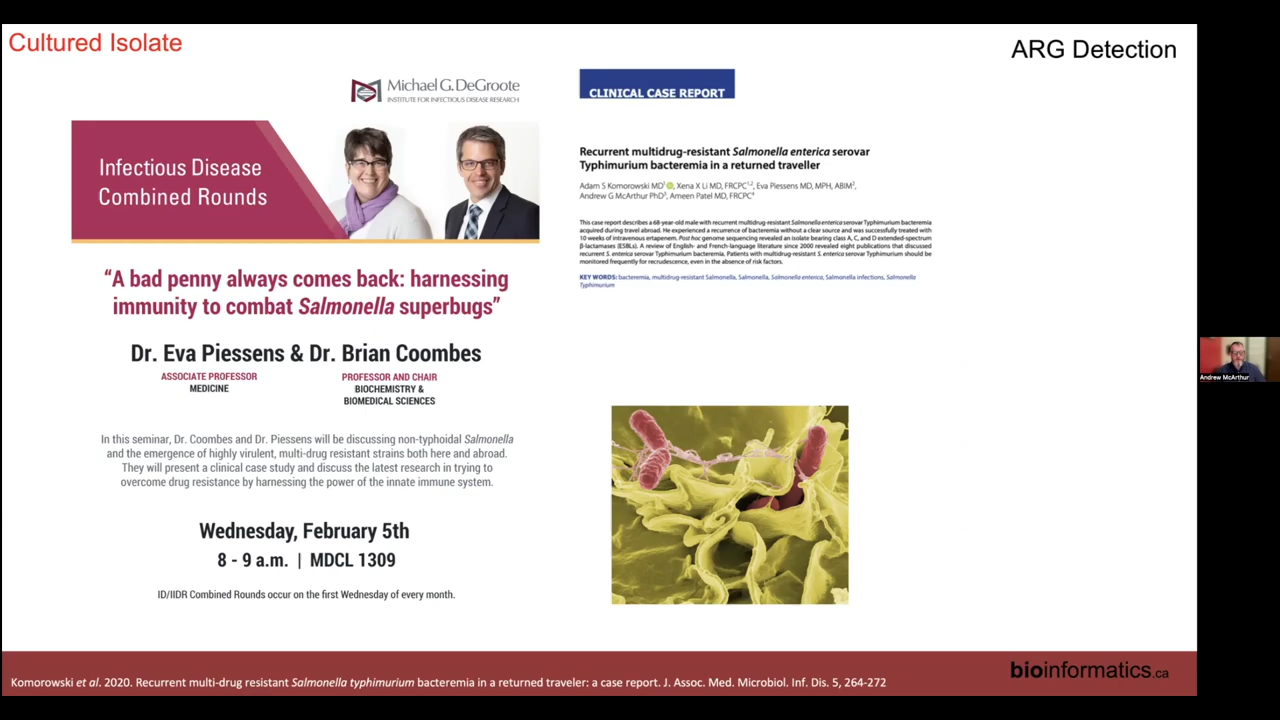 Cultured Isolate
ARG Detection
Michael G. DeGroote
INSTITUTE FOR INFECTIOUS DISEASE RESEARCH
Infectious Disease
Combined Rounds
“A bad penny always comes back: harnessing
immunity to combat Salmonella superbugs”
Dr. Eva Piessens & Dr. Brian Coombes
ASSOCIATE PROFESSOR
MEDICINE
PROFESSOR AND CHAIR
BIOCHEMISTRY &
BIOMEDICAL SCIENCES
In this seminar, Dr. Coombes and Dr. Piessens will be discussing non-typhoidal Salmonella
and the emergence of highly virulent, multi-drug resistant strains both here and abroad.
They will present a clinical case study and discuss the latest research in trying to
overcome drug resistance by harnessing the power of the innate immune system.
Wednesday, February 5th
8 - 9 a.m. | MDCL 1309
ID/IIDR Combined Rounds occur on the first Wednesday of every month.
CLINICAL CASE REPORT
Recurrent multidrug-resistant Salmonella enterica serovar
Typhimurium bacteremia in a returned traveller
Adam S Komorowski MD1, Xena X Li MD, FRCPC1,2, Eva Piessens MD, MPH, ABIM2,
Andrew G McArthur PhD3, Ameen Patel MD, FRCPC4
This case report describes a 68-year-old male with recurrent multidrug-resistant Salmonella enterica serovar Typhimurium bacteremia
acquired during travel abroad. He experienced a recurrence of bacteremia without a clear source and was successfully treated with
10 weeks of intravenous ertapenem. Post hoc genome sequencing revealed an isolate bearing class A, C, and D extended-spectrum
β-lactamases (ESBLs). A review of English- and French-language literature since 2000 revealed eight publications that discussed
recurrent S. enterica serovar Typhimurium bacteremia. Patients with multidrug-resistant S. enterica serovar Typhimurium should be
monitored frequently for recrudescence, even in the absence of risk factors.
KEY WORDS: bacteremia, multidrug-resistant Salmonella, Salmonella, Salmonella enterica, Salmonella infections, Salmonella
Typhimurium
Andrew McArthur
bioinformatics.ca
Komorowski et al. 2020. Recurrent multi-drug resistant Salmonella typhimurium bacteremia in a returned traveler: a case report. J. Assoc. Med. Microbiol. Inf. Dis. 5, 264-272